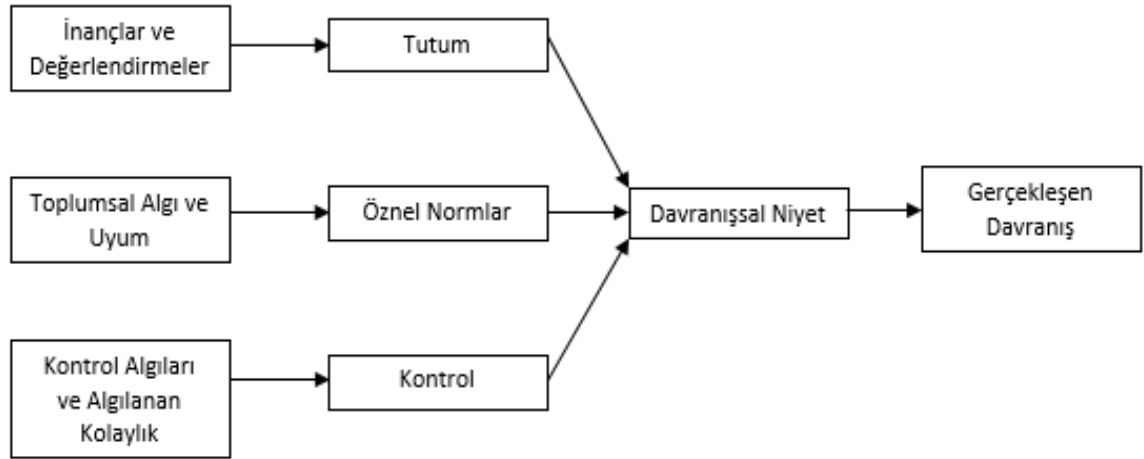 İnançlar ve
Değerlendirmeler
Tutum
Toplumsal Algı ve
Uyum
Öznel Normlar
Davranışsal Niyet
Gerçekleşen
Davranış
Kontrol Algıları
ve Algılanan
Kolaylık
Kontrol